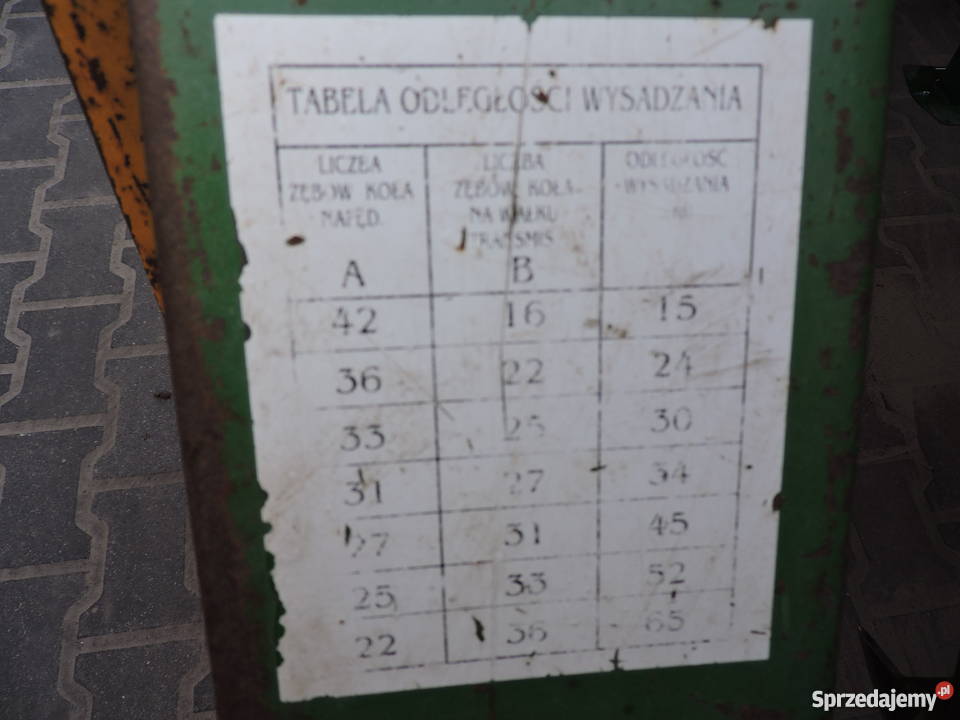 TABELA ODLEGŁOŚCI WYSADZANIA
LICZBA
ZĘBÓW KOŁA
NAPĘD.
A
LICZBA
ZĘBÓW KOŁA
NA WAŁKU
TRANSMIS.
B
ODLEGŁOŚĆ
WYSADZANIA
42 16 15
36 22 24
33 25 30
31 27 34
27 31 45
25 33 52
22 36 65
Sprzedajemy.pl